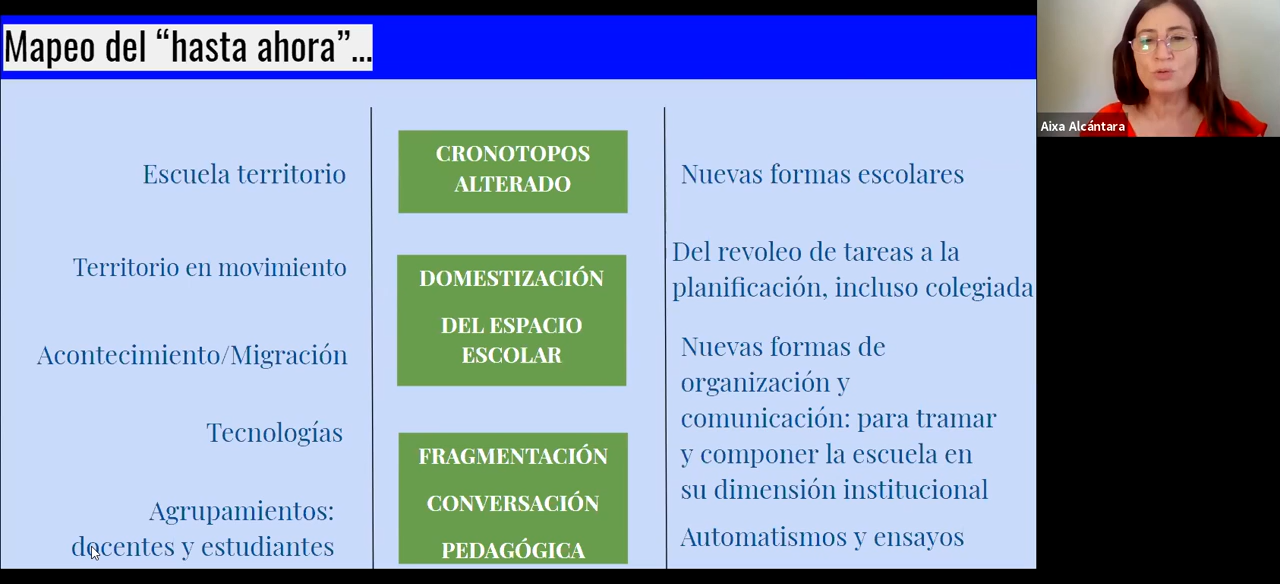 Mapeo del “hasta ahora”...
Aixa Alcántara
Escuela territorio
Territorio en movimiento
Acontecimiento/Migración
Tecnologías
Agrupamientos:
docentes y estudiantes
CRONOTOPOS
ALTERADO
DOMESTIZACIÓN
DEL ESPACIO
ESCOLAR
FRAGMENTACIÓN
CONVERSACIÓN
PEDAGÓGICA
Nuevas formas escolares
Del revoleo de tareas a la
planificación, incluso colegiada
Nuevas formas de
organización y
comunicación: para tramar
y componer la escuela en
su dimensión institucional
Automatismos y ensayos